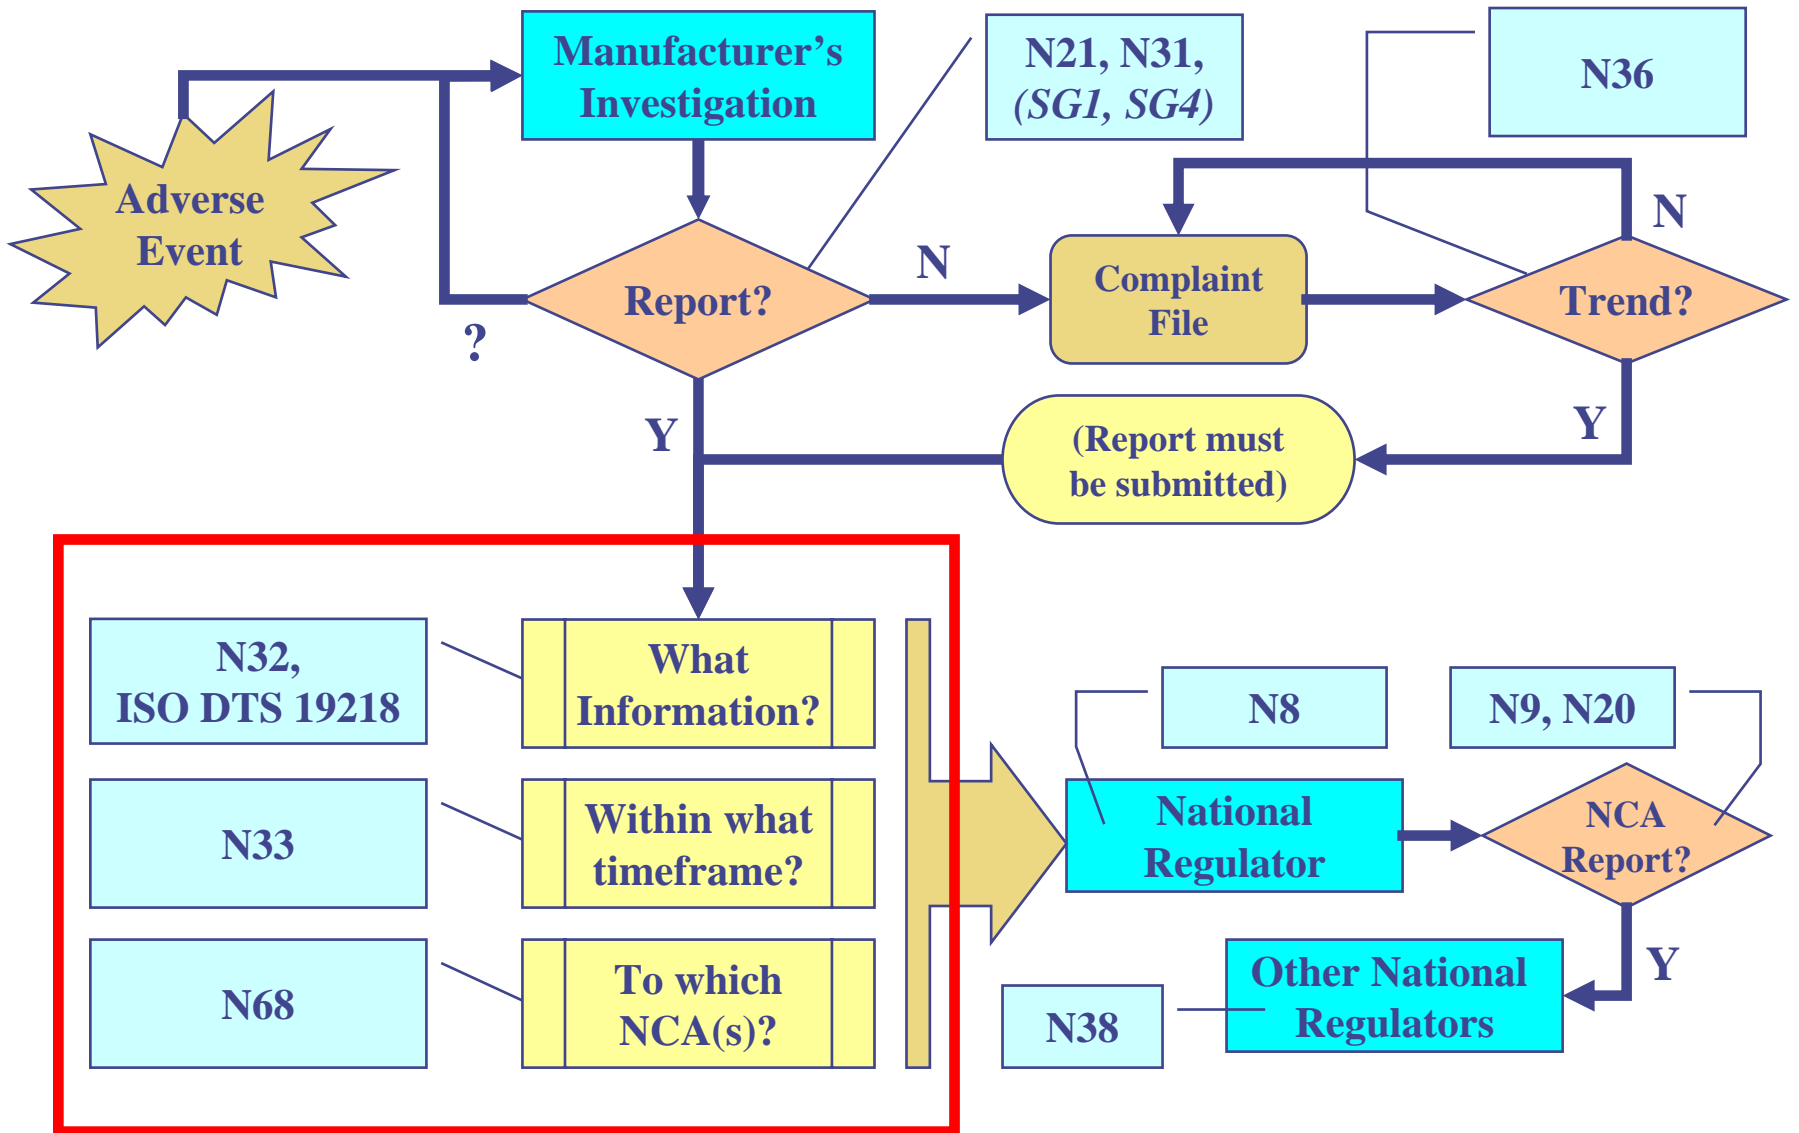 Manufacturer's
Investigation
N21, N31,
(SG1, SG4)
N36
Adverse
Event
Report?
?
N
Complaint
File
Trend?
N
Y
Y
(Report must
be submitted)
N32,
ISO DTS 19218
What
Information?
N33
Within what
timeframe?
N68
To which
NCA(s)?
N8
N9, N20
National
Regulator
NCA
Report?
Y
Other National
Regulators
N38